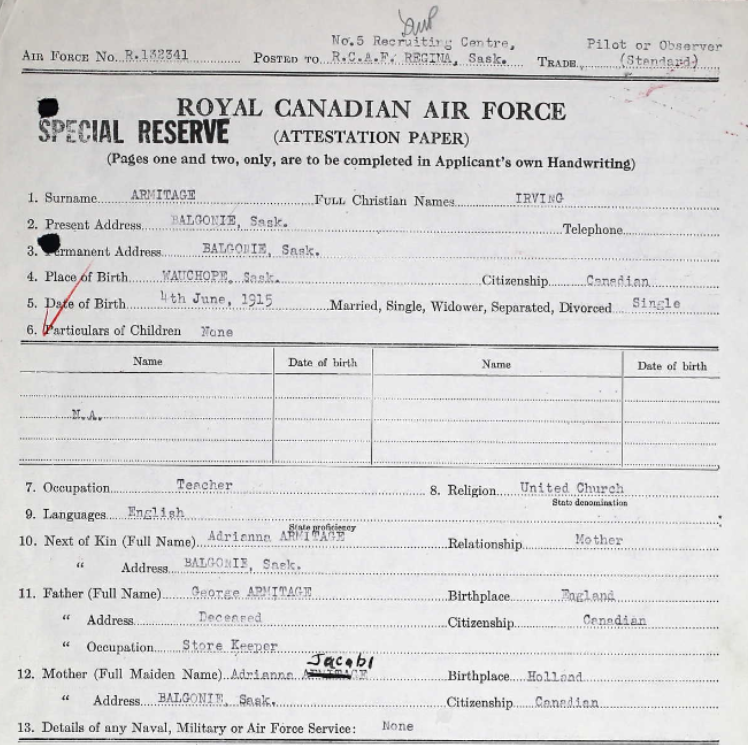 No.5 Recruiting Centre, Pilot or Observer
AIR FORCE No. R.132341 POSTED TO R.C.A.F. REGINA, Sask. TRADE (Standard)
ROYAL CANADIAN AIR FORCE
SPECIAL RESERVE (ATTESTATION PAPER)
(Pages one and two, only, are to be completed in Applicant's own Handwriting)
1. Surname ARMITAGE FULL Christian Names IRVING
2. Present Address BALGONIE, Sask. Telephone
3. Permanent Address BALGONIE, Sask.
4. Place of Birth WAUCHOPE, Sask. Citizenship Canadian
5. Date of Birth 4th June, 1915 Married, Single, Widower, Separated, Divorced Single
6. Particulars of Children None
Name Date of birth Name Date of birth
N.A.
7. Occupation Teacher 8. Religion United Church
State denomination
9. Languages English
State proficiency
10. Next of Kin (Full Name) Adrianna ARMITAGE Relationship Mother
" Address BALGONIE, Sask.
11. Father (Full Name) George ARMITAGE Birthplace England
" Address Deceased Citizenship Canadian
" Occupation Store Keeper
Jacobi
12. Mother (Full Maiden Name) Adrianna ARMITAGE Birthplace Holland
" Address BALGONIE, Sask. Citizenship Canadian
13. Details of any Naval, Military or Air Force Service: None